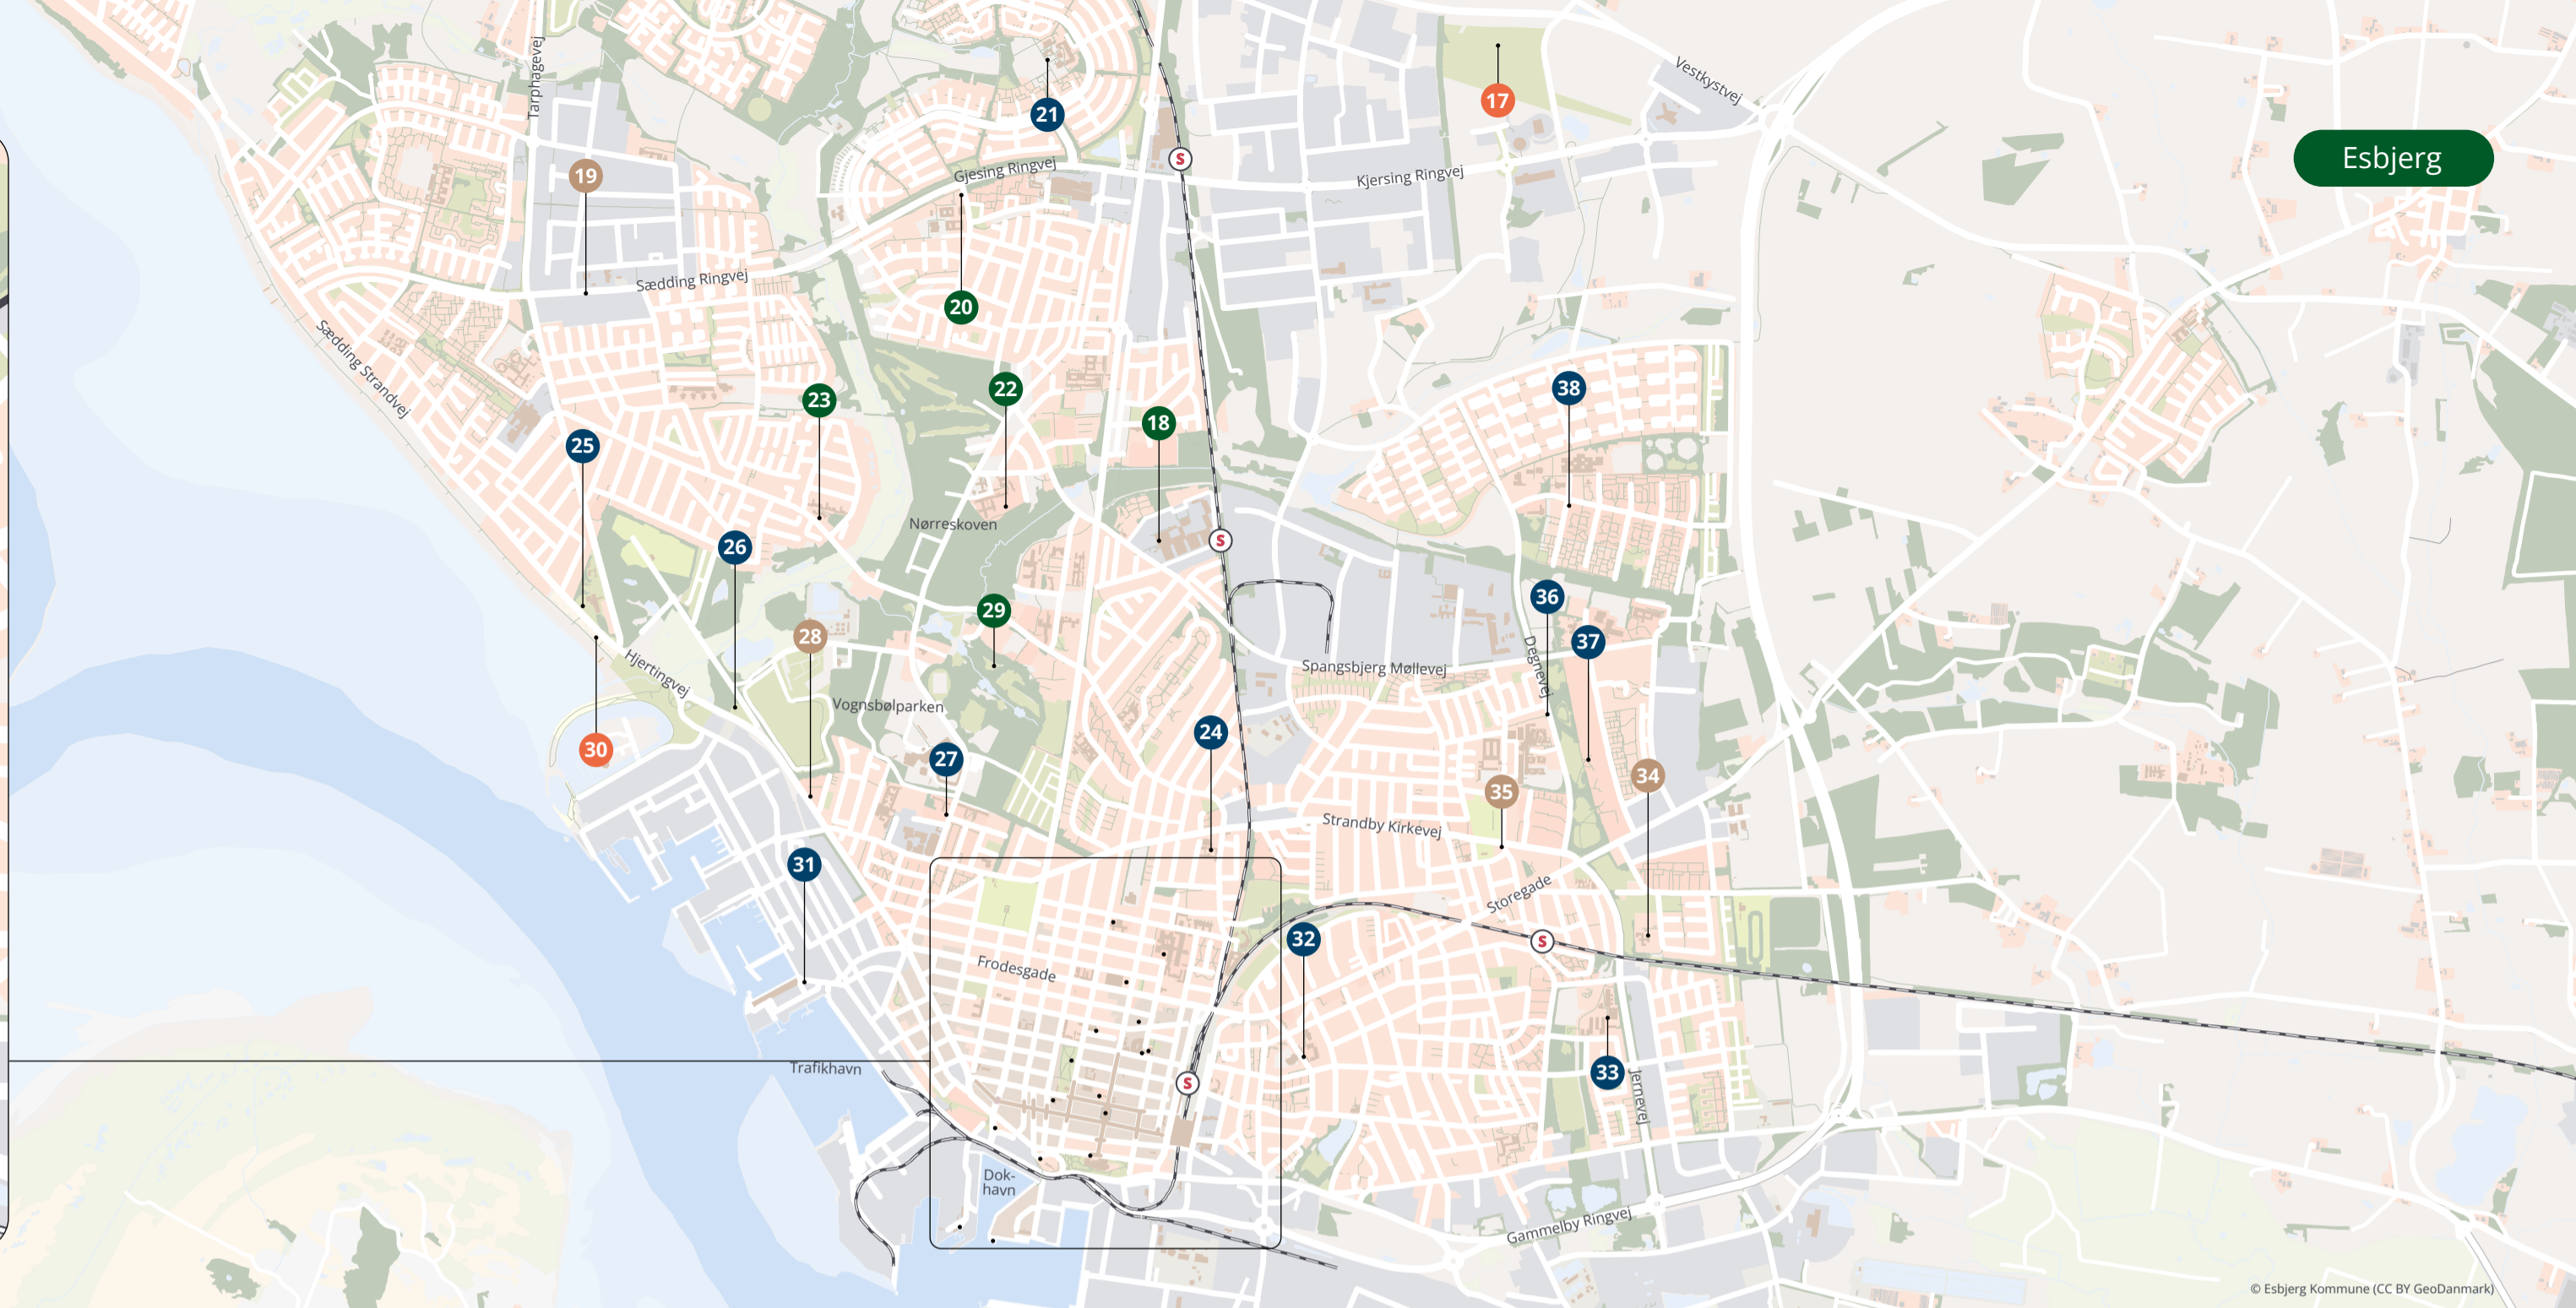 Tarphagevej
Vestkystvej
17
21
Esbjerg
S
19
Gjesing Ringvej
Kjersing Ringvej
Sædding Ringvej
20
Sædding Strandvej
23
22
38
18
25
Nørreskoven
26
S
36
29
28
37
Degnevej
Hjertingvej
Spangsbjerg Møllevej
Vognsbølparken
24
30
27
34
35
Strandby Kirkevej
31
Storegade
32
S
Frodesgade
Trafikhavn
S
33
Jernevej
Dok-
havn
Gammelby Ringvej
© Esbjerg Kommune (CC BY GeoDanmark)